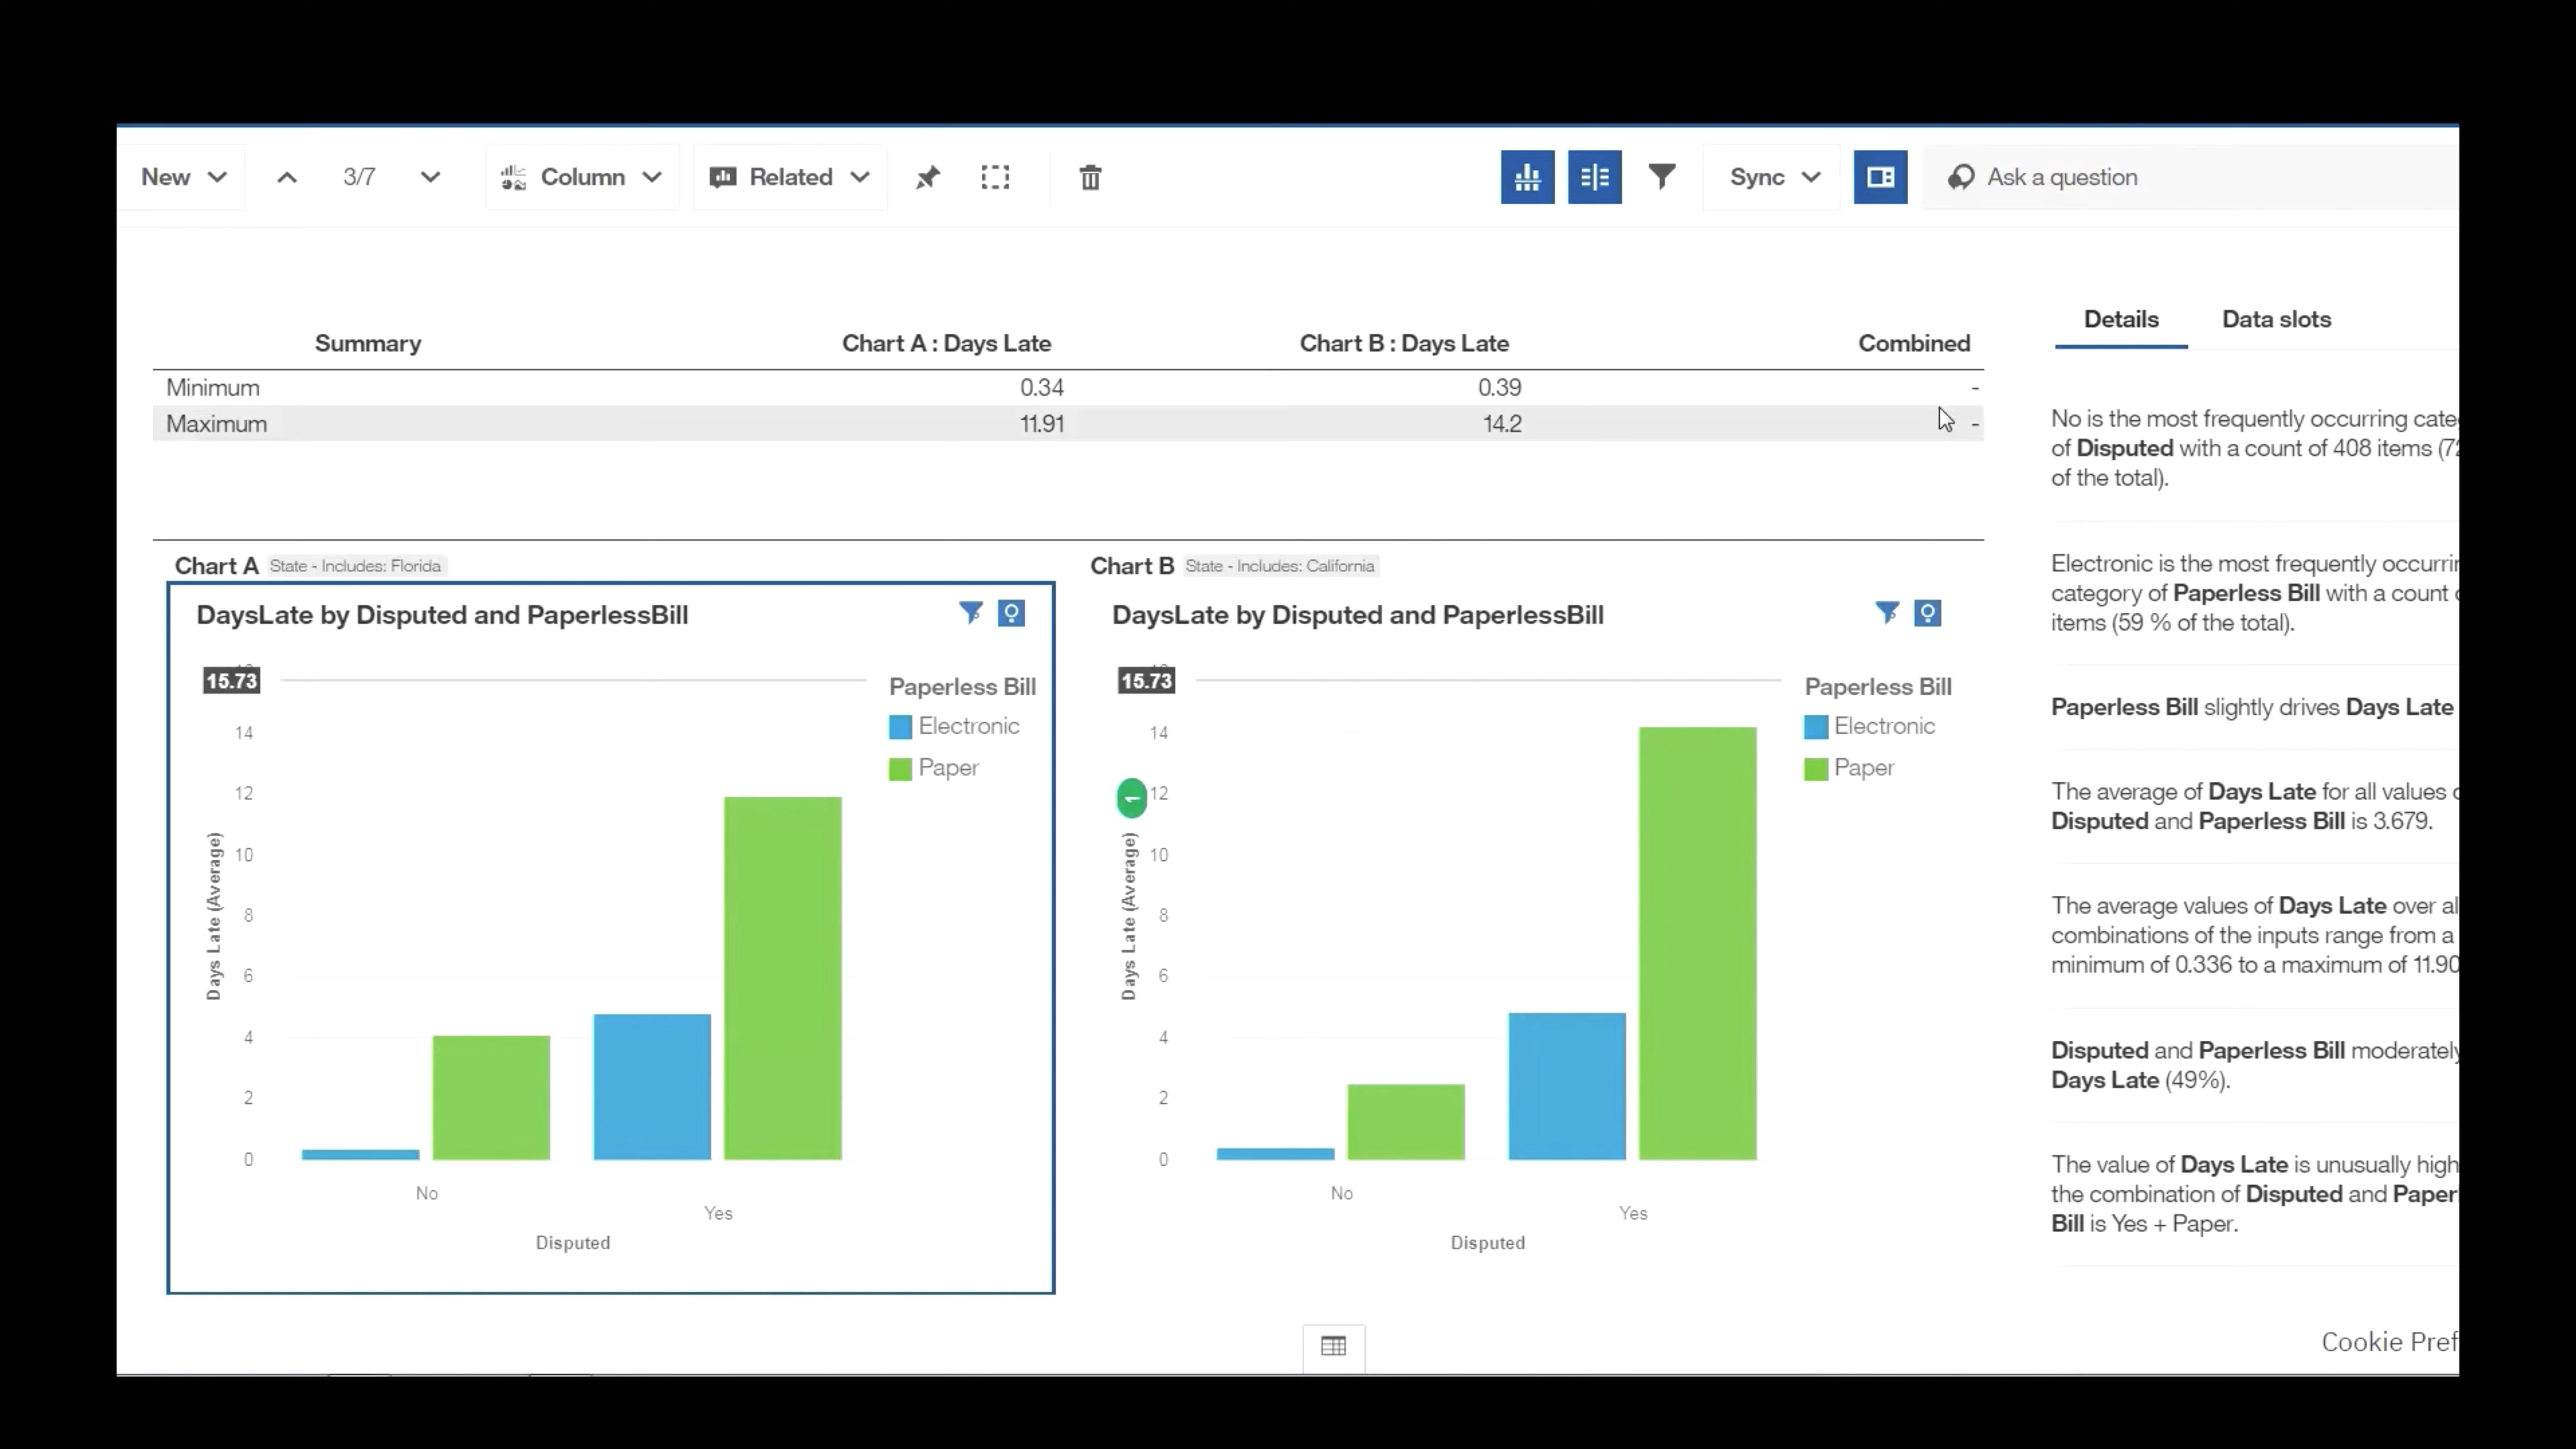 New 3/7 Column Related Sync Ask a question
Summary Chart A : Days Late Chart B : Days Late Combined
Minimum 0.34 0.39 -
Maximum 11.91 14.2 -
Chart A State - Includes: Florida
DaysLate by Disputed and PaperlessBill
15.73
14
12
10
8
6
4
2
0
Days Late (Average)
No
Yes
Disputed
Paperless Bill
Electronic
Paper
Chart B State - Includes: California
DaysLate by Disputed and PaperlessBill
15.73
14
12
10
8
6
4
2
0
Days Late (Average)
No
Yes
Disputed
Paperless Bill
Electronic
Paper
Details Data slots
No is the most frequently occurring
of Disputed with a count of 408 items
of the total).
Electronic is the most frequently
category of Paperless Bill with a count
items (59 % of the total).
Paperless Bill slightly drives Days Late
The average of Days Late for all values
Disputed and Paperless Bill is 3.679.
The average values of Days Late over
combinations of the inputs range from a
minimum of 0.336 to a maximum of 11.90
Disputed and Paperless Bill moderately
Days Late (49%).
The value of Days Late is unusually high
the combination of Disputed and
Bill is Yes + Paper.
Cookie